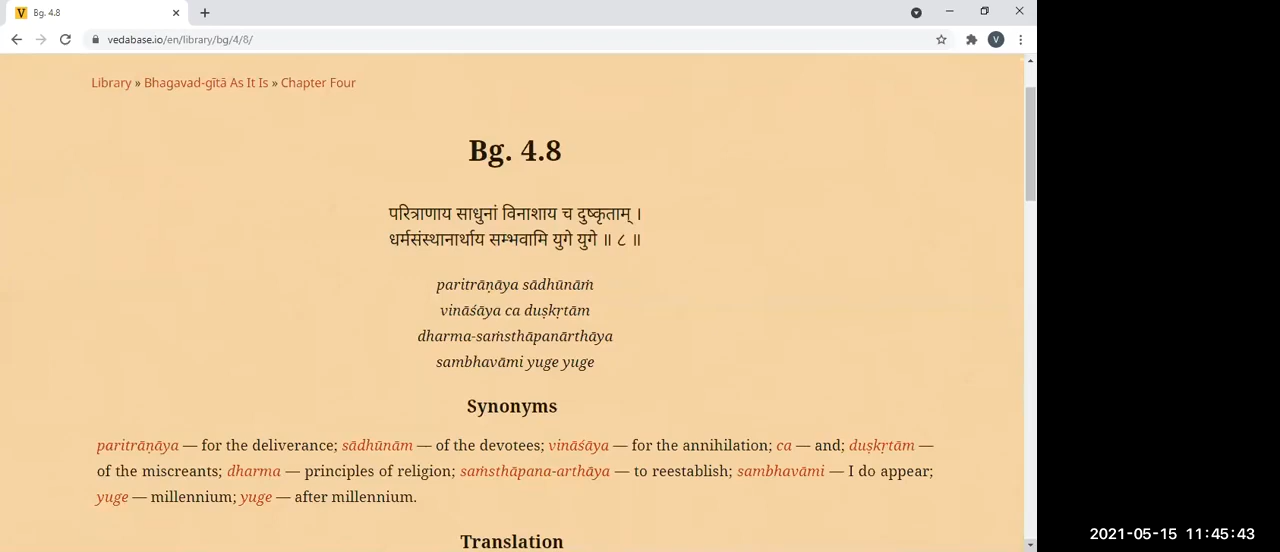 Bg. 4.8
vedabase.io/en/library/bg/4/8/
V
Library » Bhagavad-gītā As It Is » Chapter Four
Bg. 4.8
परित्राणाय साधुनां विनाशाय च दुष्कृताम् ।
धर्मसंस्थानार्थाय सम्भवामि युगे युगे ॥ ८ ॥
paritrāṇāya sādhūnāṁ
vināśāya ca duṣkṛtām
dharma-saṁsthāpanārthāya
sambhavāmi yuge yuge
Synonyms
paritrāṇāya — for the deliverance; sādhūnām — of the devotees; vināśāya — for the annihilation; ca — and; duṣkṛtām —
of the miscreants; dharma — principles of religion; saṁsthāpana-arthāya — to reestablish; sambhavāmi — I do appear;
yuge — millennium; yuge — after millennium.
Translation
2021-05-15 11:45:43